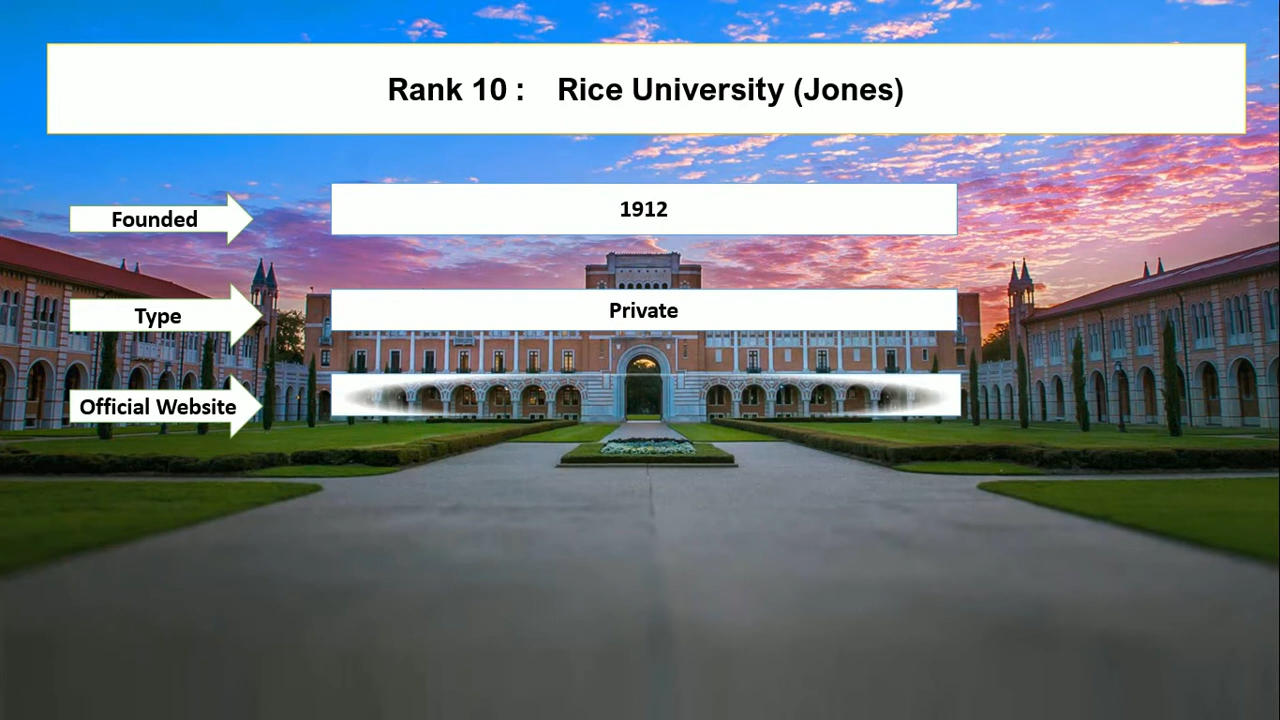 Rank 10 : Rice University (Jones)
Founded
1912
Type
Private
Official Website